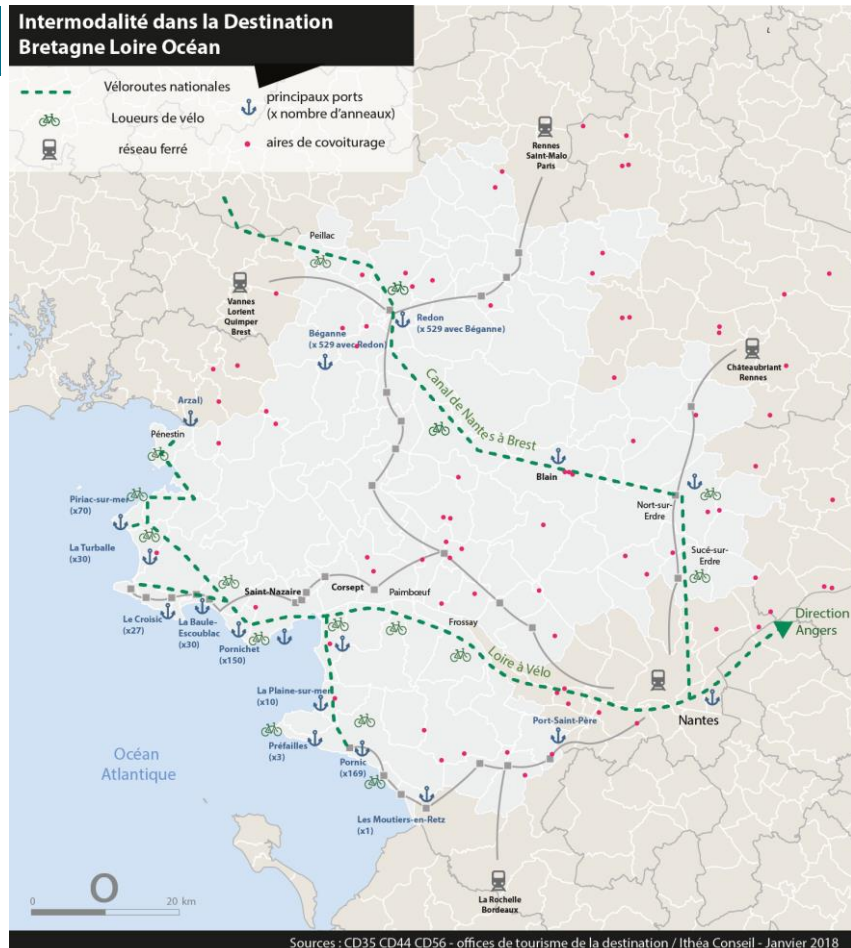 Intermodalité dans la Destination
Bretagne Loire Océan
Véloroutes nationales
Loueurs de vélo
réseau ferré
principaux ports
(x nombre d'anneaux)
aires de covoiturage
L
Rennes
Saint-Malo
Paris
Peillac
Vannes
Lorient
Quimper
Brest
Redon
(x 529 avec Béganne)
Béganne
(x 529 avec Redon)
Châteaubriant
Rennes
Canal de Nantes à Brest
Arzal)
Pénestin
Blain
Piriac-sur-mer
(x70)
Nort-sur-
Erdre
La Turballe
(x30)
Sucé-sur-
Erdre
Saint-Nazaire
Corsept
Paimbœuf
Le Croisic
(x27)
La Baule-
Escoublac
(x30)
Frossay
Direction
Angers
Pornichet
(x150)
Loire à Vélo
La Plaine-sur-mer
(x10)
Nantes
Port-Saint-Père
Préfailles
(x3)
Pornic
(x169)
Océan
Atlantique
Les Moutiers-en-Retz
(x1)
O
0 20 km
La Rochelle
Bordeaux
Sources : CD35 CD44 CD56 - offices de tourisme de la destination / Ithéa Conseil - Janvier 2018